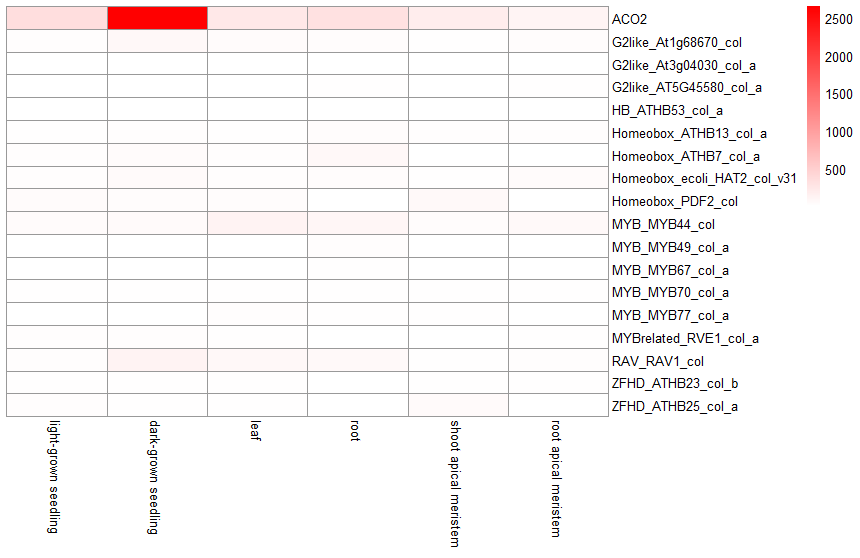 ACO2
G2like_At1g68670_col
G2like_At3g04030_col_a
G2like_AT5G45580_col_a
HB_ATHB53_col_a
Homeobox_ATHB13_col_a
Homeobox_ATHB7_col_a
Homeobox_ecoli_HAT2_col_v31
Homeobox_PDF2_col
MYB_MYB44_col
MYB_MYB49_col_a
MYB_MYB67_col_a
MYB_MYB70_col_a
MYB_MYB77_col_a
MYBrelated_RVE1_col_a
RAV_RAV1_col
ZFHD_ATHB23_col_b
ZFHD_ATHB25_col_a
2500
2000
1500
1000
500
light-grown seedling
dark-grown seedling
leaf
root
shoot apical meristem
root apical meristem